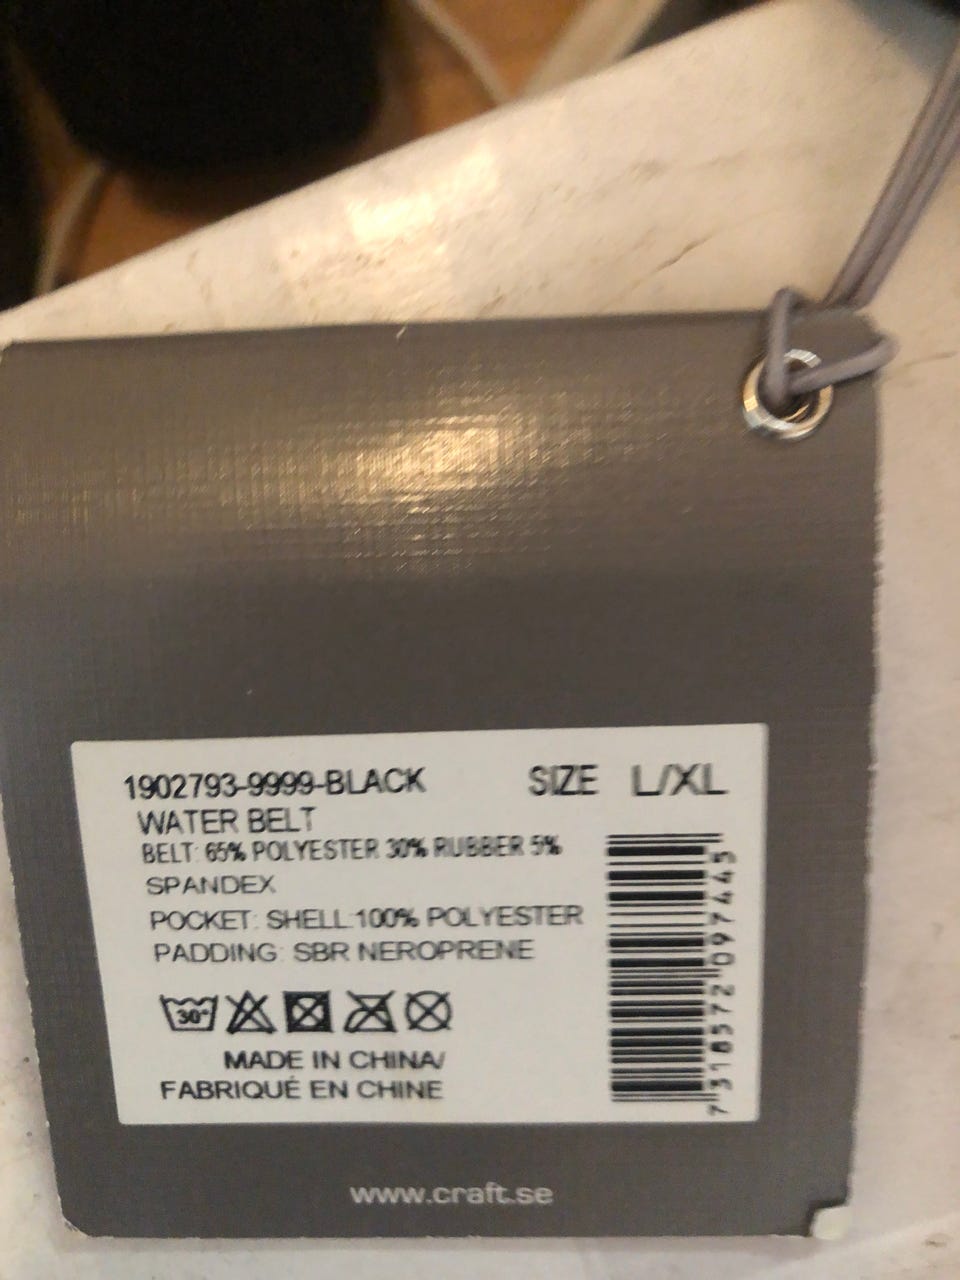 1902793-9999-BLACK SIZE L/XL
WATER BELT
BELT: 65% POLYESTER 30% RUBBER 5%
SPANDEX
POCKET: SHELL:100% POLYESTER
PADDING: SBR NEROPRENE
30°
MADE IN CHINA/
FABRIQUÉ EN CHINE
7318572097445
www.craft.se